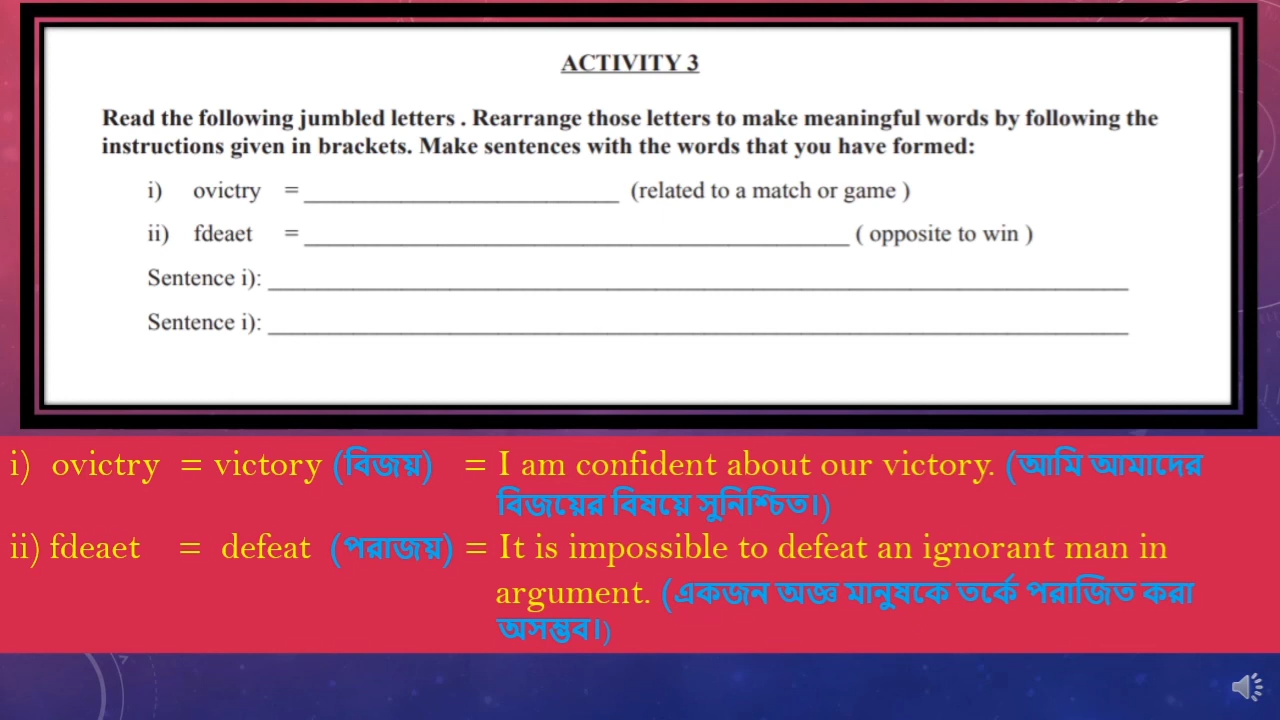 ACTIVITY 3
Read the following jumbled letters . Rearrange those letters to make meaningful words by following the
instructions given in brackets. Make sentences with the words that you have formed:
i) ovictry = ____________________ (related to a match or game )
ii) fdeaet = ____________________ ( opposite to win )
Sentence i): ____________________
Sentence i): ____________________
i) ovictry = victory (বিজয়) = I am confident about our victory. (আমি আমাদের
বিজয়ের বিষয়ে সুনিশ্চিত।)
ii) fdeaet = defeat (পরাজয়) = It is impossible to defeat an ignorant man in
argument. (একজন অজ্ঞ মানুষকে তর্কে পরাজিত করা
অসম্ভব।)